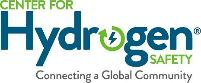 CENTER FOR
Hydrogen®
SAFETY
Connecting a Global Community